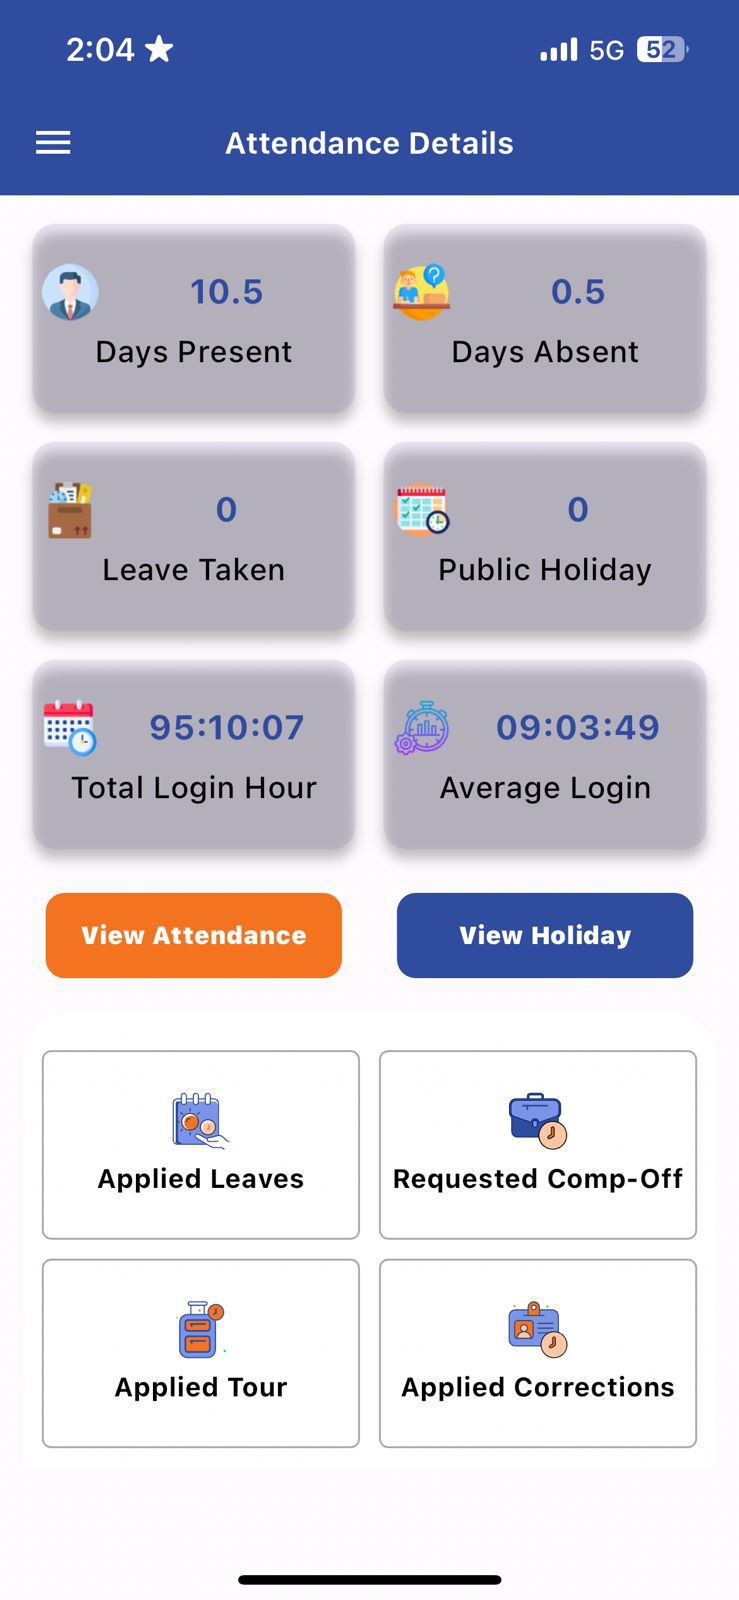 2:04 5G 52
Attendance Details
10.5 0.5
Days Present Days Absent
0 0
Leave Taken Public Holiday
95:10:07 09:03:49
Total Login Hour Average Login
View Attendance View Holiday
Applied Leaves Requested Comp-Off
Applied Tour Applied Corrections